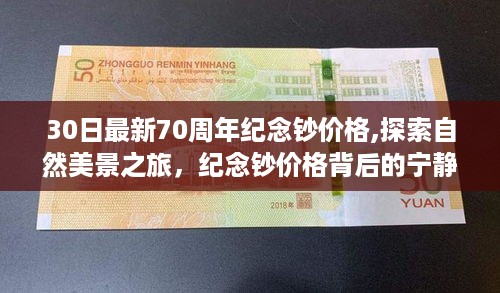 50
ZHONGGUO RENMIN YINHANG
30日最新70周年纪念钞价格,探索自
然美景之旅，纪念钞价格背后的宁静
2018年
50
YUAN